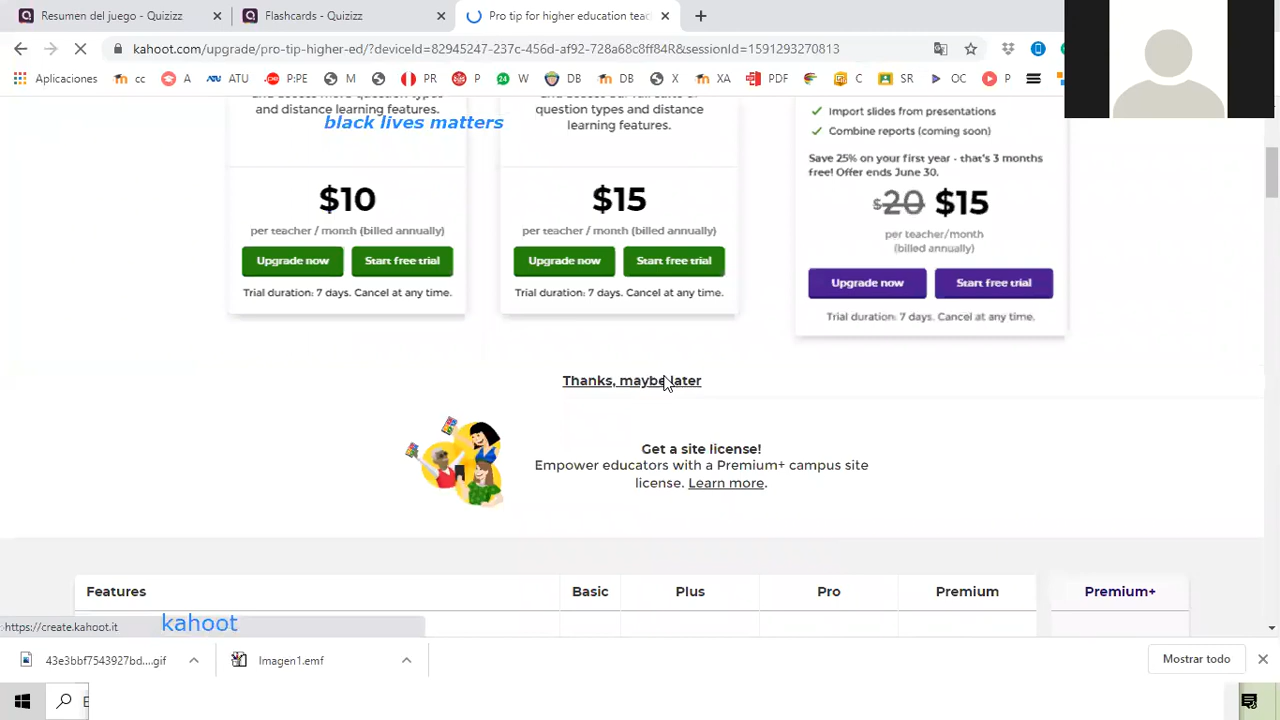 Resumen del juego - Quizizz
Flashcards - Quizizz
Pro tip for higher education teac
kahoot.com/upgrade/pro-tip-higher-ed/?deviceId=82945247-237c-456d-af92-728a68c8ff84R&sessionId=1591293270813
Aplicaciones cc A ATU P:PE M PR P W DB DB X XA PDF C SR OC P
and distance learning features.
black lives matters
question types and
distance learning
features.
Import slides from presentations
Combine reports (coming soon)
Save 25% on your first year - that's 3 months
free! Offer ends June 30.
$10
per teacher / month (billed annually)
Upgrade now Start free trial
Trial duration: 7 days. Cancel at any time.
$15
per teacher / month (billed annually)
Upgrade now Start free trial
Trial duration: 7 days. Cancel at any time.
$20 $15
per teacher/month
(billed annually)
Upgrade now Start free trial
Trial duration: 7 days. Cancel at any time.
Thanks, maybe later
Get a site license!
Empower educators with a Premium+ campus site
license. Learn more.
Features Basic Plus Pro Premium Premium+
https://create.kahoot.it
kahoot
43e3bbf7543927bd....gif
Imagen1.emf
Mostrar todo